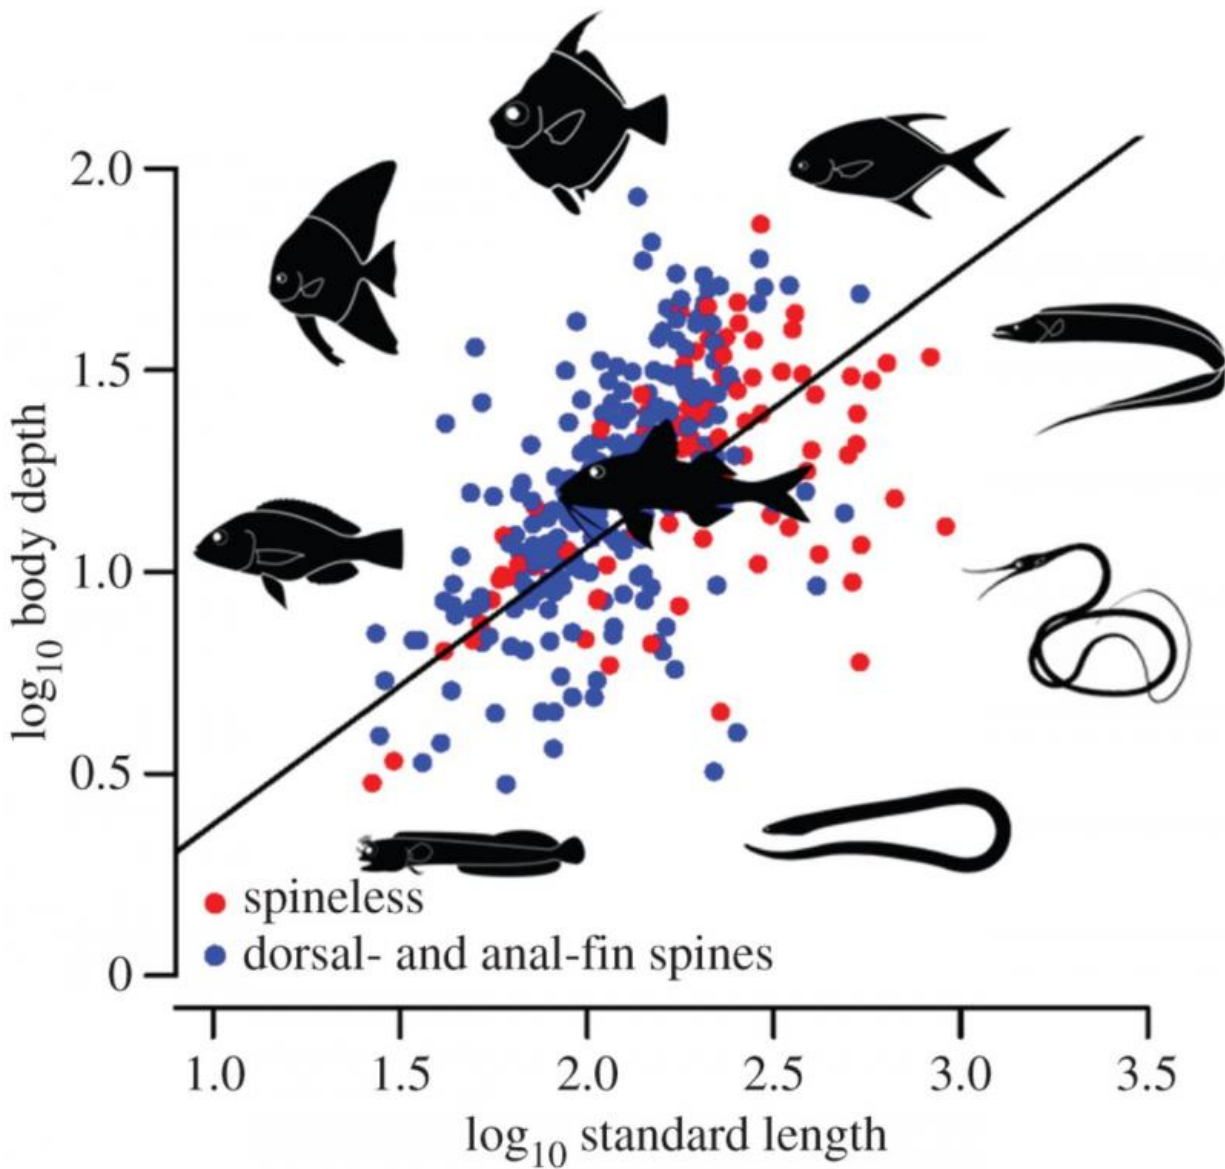 2.0
1.5
1.0
0.5
0
log10 body depth
spineless
dorsal- and anal-fin spines
1.0 1.5 2.0 2.5 3.0 3.5
log10 standard length